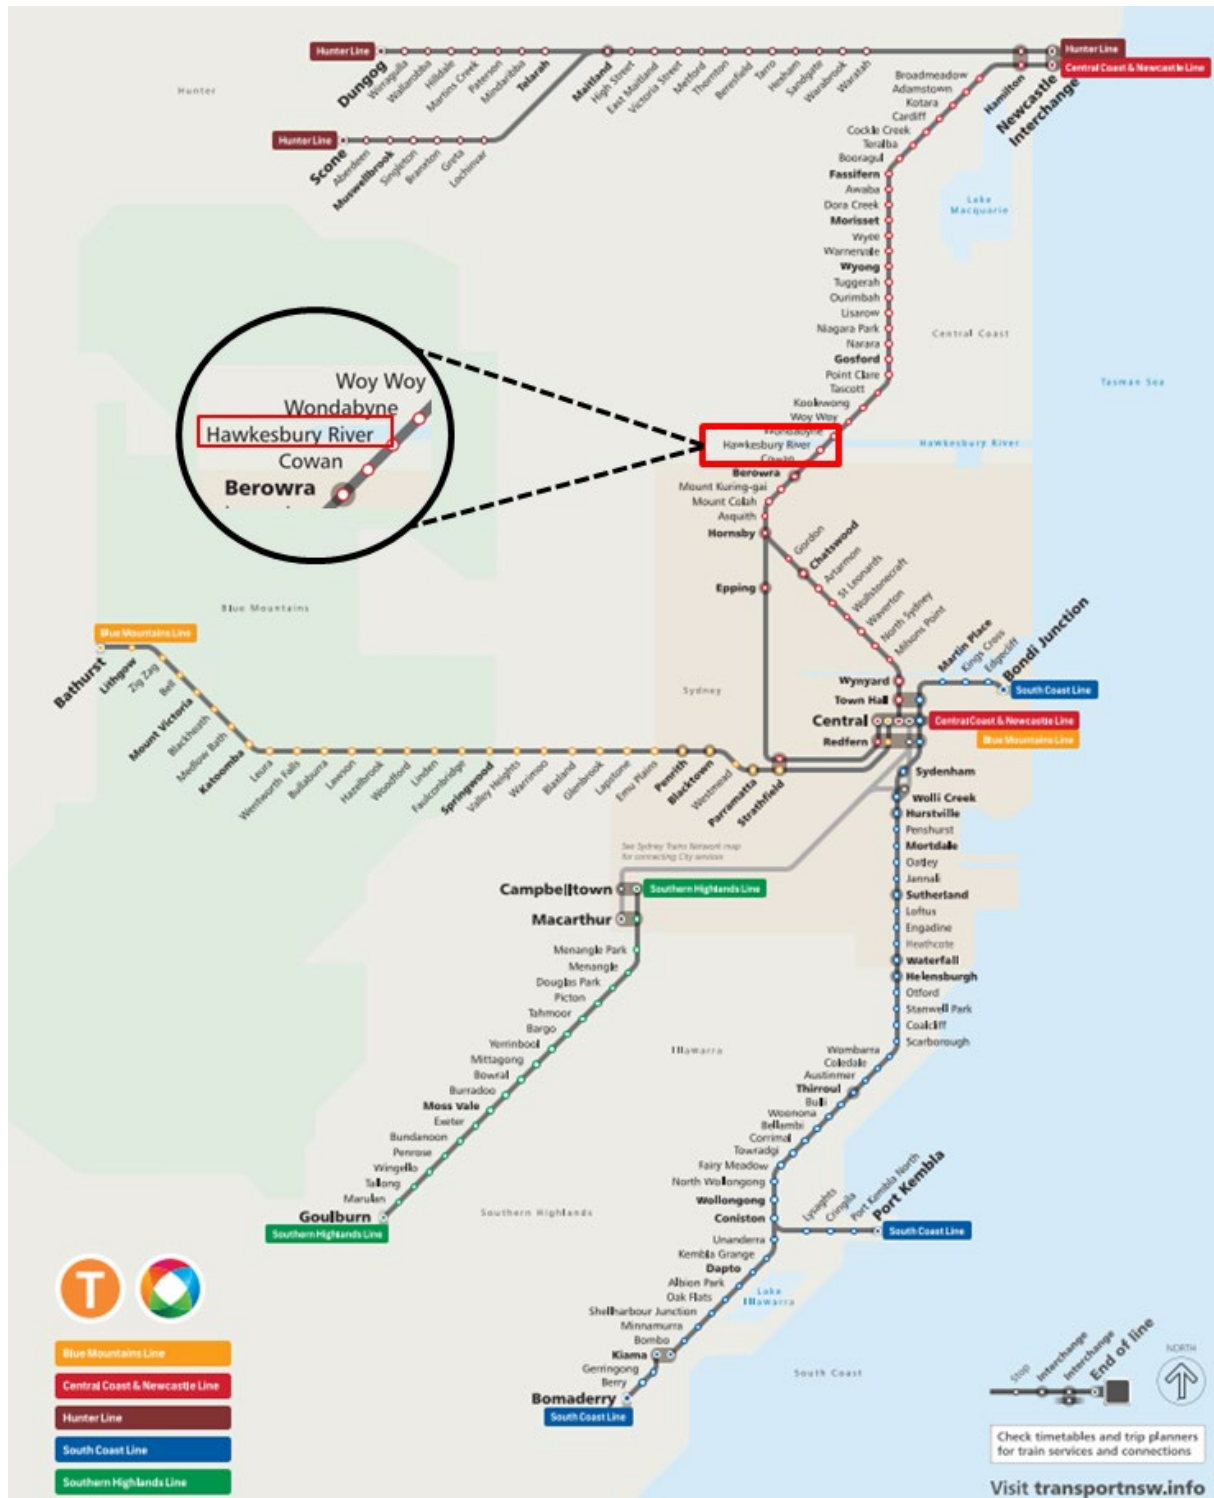 Hunter Line
Dungog
Wirragulla
Wallarobba
Hilldale
Martins Creek
Paterson
Mindaribba
Telarah
Maitland
High Street
East Maitland
Victoria Street
Metford
Thornton
Beresfield
Tarro
Hexham
Sandgate
Warabrook
Waratah
Hamilton
Newcastle
Interchange
Hunter Line
Central Coast & Newcastle Line
Hunter
Hunter Line
Scone
Aberdeen
Muswellbrook
Singleton
Branxton
Greta
Lochinvar
Broadmeadow
Adamstown
Kotara
Cardiff
Cockle Creek
Teralba
Booragul
Fassifern
Awaba
Dora Creek
Morisset
Wyee
Warnervale
Wyong
Tuggerah
Ourimbah
Lisarow
Niagara Park
Narara
Gosford
Point Clare
Tascott
Koolewong
Woy Woy
Wondabyne
Hawkesbury River
Cowan
Berowra
Mount Kuring-gai
Mount Colah
Asquith
Hornsby
Lake
Macquarie
Central Coast
Tasman Sea
Hawkesbury River
Woy Woy
Wondabyne
Hawkesbury River
Cowan
Berowra
Gordon
Chatswood
Artarmon
St Leonards
Wollstonecraft
Waverton
North Sydney
Milsons Point
Epping
Blue Mountains
Sydney
Wynyard
Town Hall
Central
Redfern
Martin Place
Kings Cross
Edgecliff
Bondi Junction
South Coast Line
Central Coast & Newcastle Line
Blue Mountains Line
Blue Mountains Line
Bathurst
Lithgow
Zig Zag
Bell
Mount Victoria
Blackheath
Medlow Bath
Katoomba
Leura
Wentworth Falls
Bullaburra
Lawson
Hazelbrook
Woodford
Linden
Faulconbridge
Springwood
Valley Heights
Warrimoo
Blaxland
Glenbrook
Lapstone
Emu Plains
Penrith
Blacktown
Westmead
Parramatta
Strathfield
Sydenham
Wolli Creek
Hurstville
Penshurst
Mortdale
Oatley
Jannali
Sutherland
Loftus
Engadine
Heathcote
Waterfall
Helensburgh
Otford
Stanwell Park
Coalcliff
Scarborough
Wombarra
Coledale
Austinmer
Thirroul
Bulli
Woonona
Bellambi
Corrimal
Towradgi
Fairy Meadow
North Wollongong
Wollongong
Coniston
Lysaghts
Cringila
Port Kembla North
Port Kembla
South Coast Line
Unanderra
Kembla Grange
Dapto
Albion Park
Oak Flats
Shellharbour Junction
Minnamurra
Bombo
Kiama
Gerringong
Berry
Bomaderry
South Coast Line
Lake
Illawarra
See Sydney Trains Network map
for connecting City services
Campbelltown
Southern Highlands Line
Macarthur
Menangle Park
Menangle
Douglas Park
Picton
Tahmoor
Bargo
Yerrinbool
Mittagong
Bowral
Burradoo
Moss Vale
Exeter
Bundanoon
Penrose
Wingello
Tallong
Marulan
Goulburn
Southern Highlands Line
Illawarra
Southern Highlands
South Coast
T
Blue Mountains Line
Central Coast & Newcastle Line
Hunter Line
South Coast Line
Southern Highlands Line
Stop
Interchange
Interchange
End of line
NORTH
Check timetables and trip planners
for train services and connections
Visit transportnsw.info